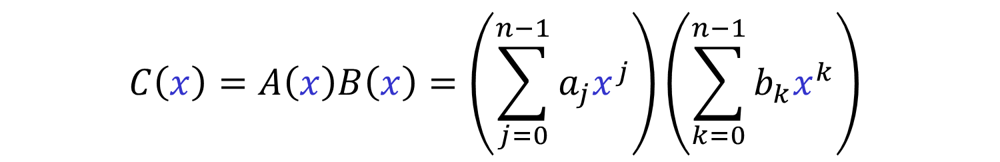 C(x) = A(x)B(x) = (∑_{j=0}^{n−1} a_j x^j) (∑_{k=0}^{n−1} b_k x^k)